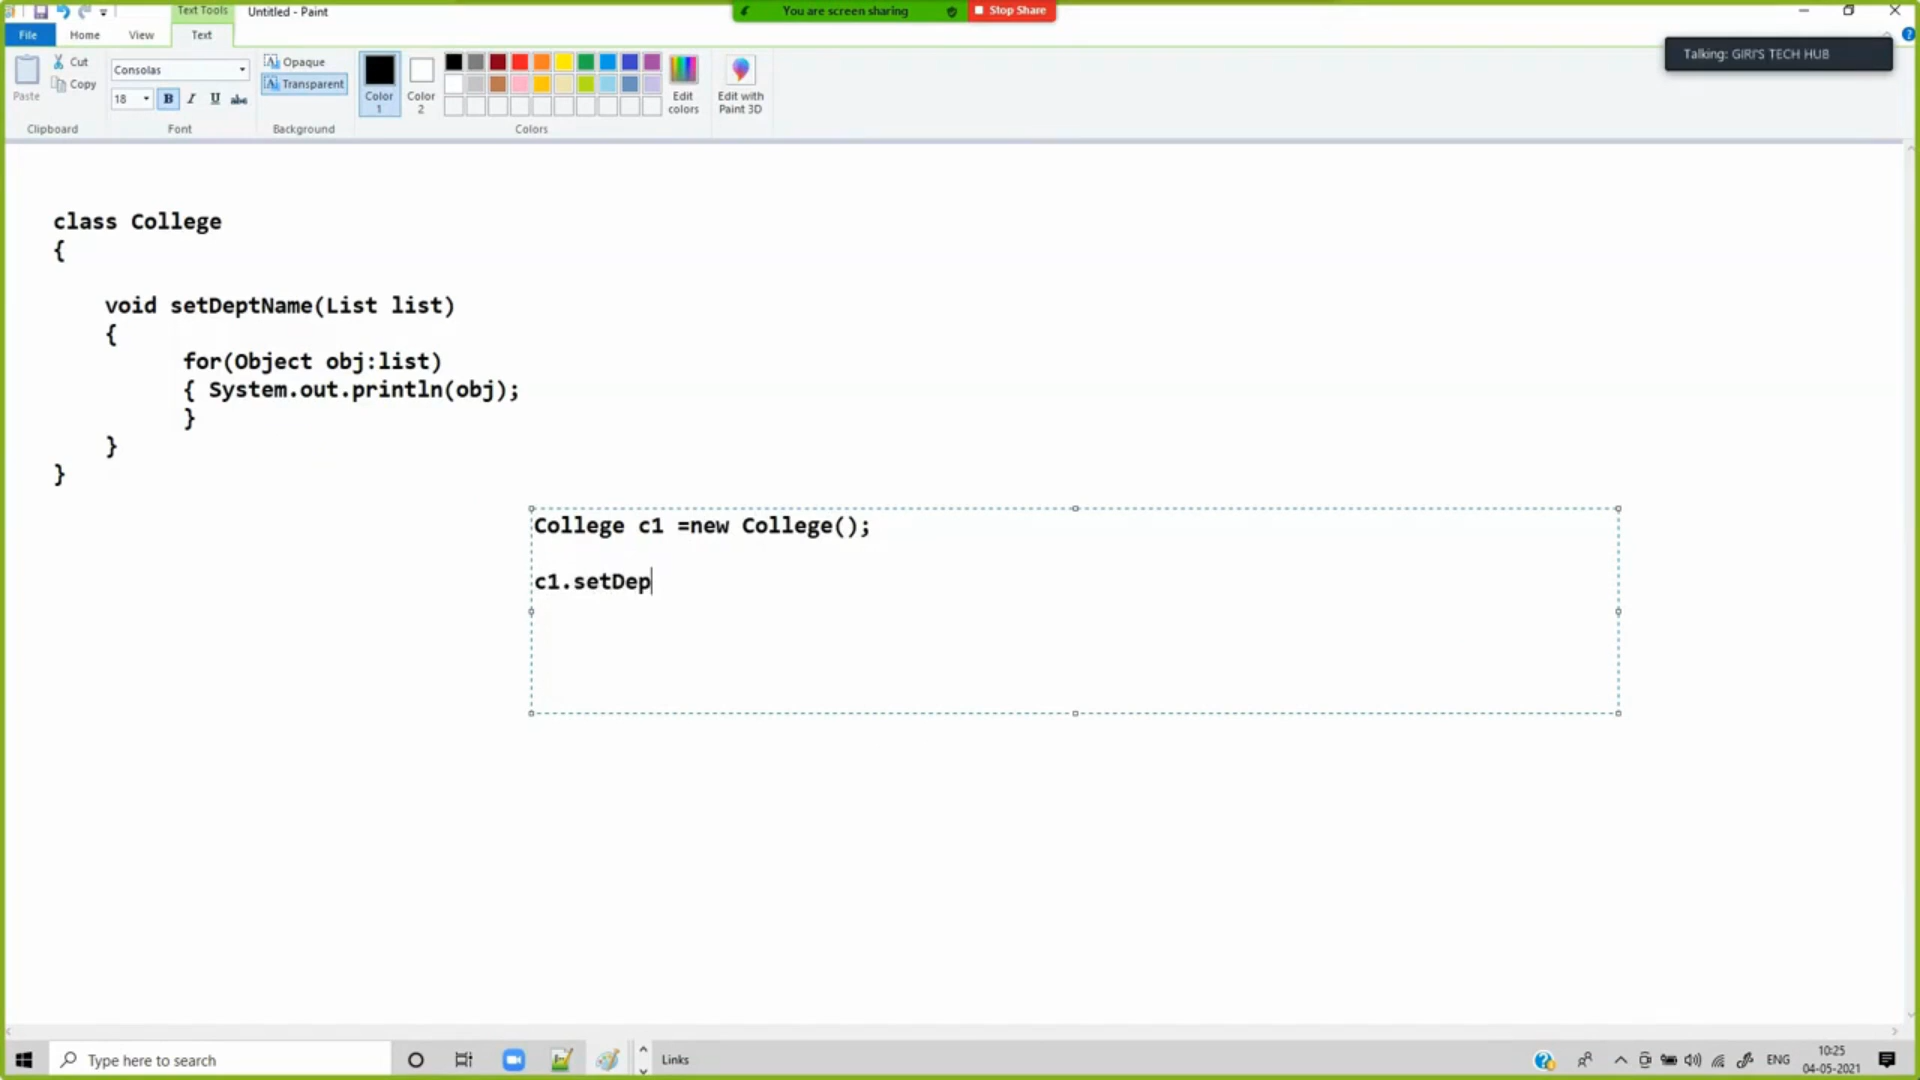 Text Tools Untitled - Paint
You are screen sharing Stop Share
File Home View Text
Talking: GIRI'S TECH HUB
Paste Cut Copy
Consolas
18 B I U abc
Opaque
Transparent
Color 1
Color 2
Edit colors
Edit with Paint 3D
Clipboard Font Background Colors
class College
{
void setDeptName(List list)
{
for(Object obj:list)
{ System.out.println(obj);
}
}
}
College c1 =new College();
c1.setDep
Type here to search
Links
ENG
10:25
04-05-2021